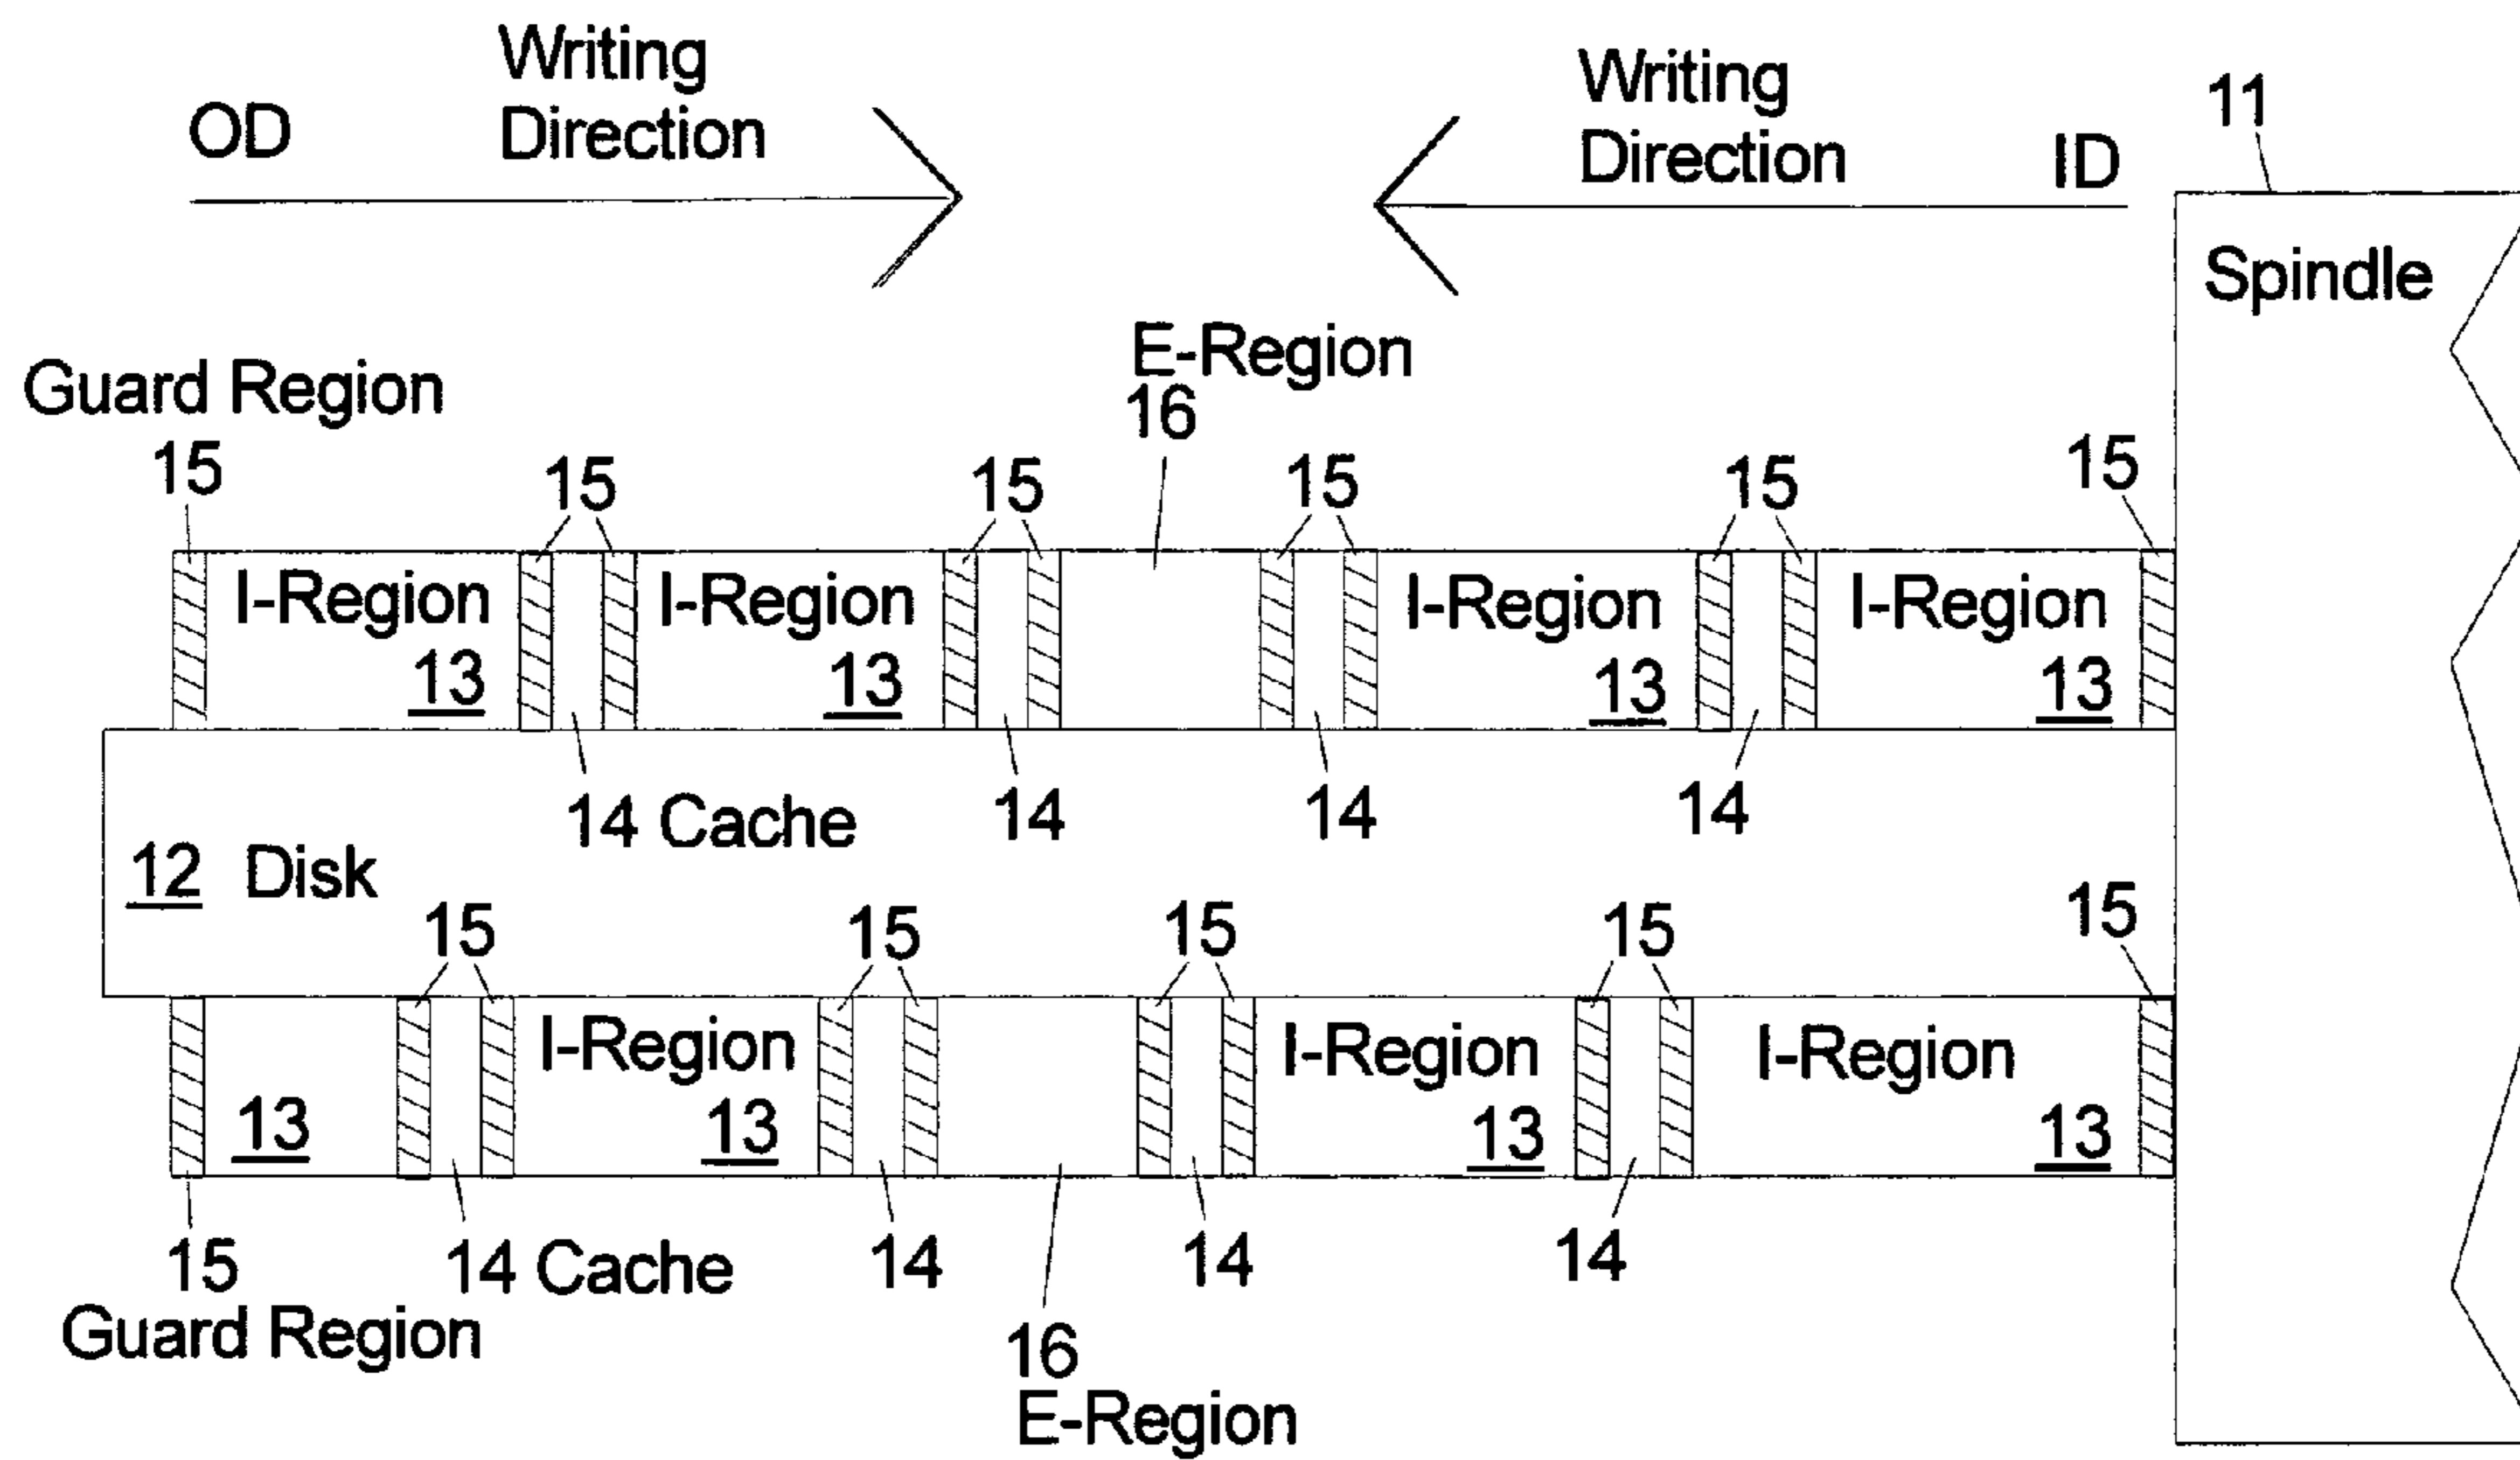 Writing
Direction
OD
Writing
Direction
ID
11
Spindle
E-Region
16
Guard Region
15
15
15
15
15
15
I-Region
13
I-Region
13
I-Region
13
I-Region
13
14 Cache
14
14
14
12 Disk
15
15
15
15
15
13
I-Region
13
I-Region
13
I-Region
13
15
Guard Region
14 Cache
14
14
14
16
E-Region